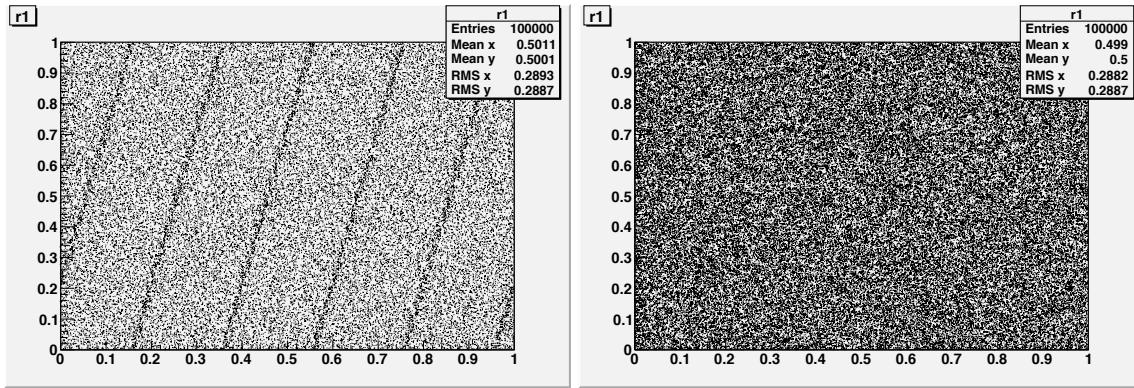 r1
r1
Entries 100000
Mean x 0.5011
Mean y 0.5001
RMS x 0.2893
RMS y 0.2887
1
0.9
0.8
0.7
0.6
0.5
0.4
0.3
0.2
0.1
0
0 0.1 0.2 0.3 0.4 0.5 0.6 0.7 0.8 0.9 1
r1
r1
Entries 100000
Mean x 0.499
Mean y 0.5
RMS x 0.2882
RMS y 0.2887
1
0.9
0.8
0.7
0.6
0.5
0.4
0.3
0.2
0.1
0
0 0.1 0.2 0.3 0.4 0.5 0.6 0.7 0.8 0.9 1